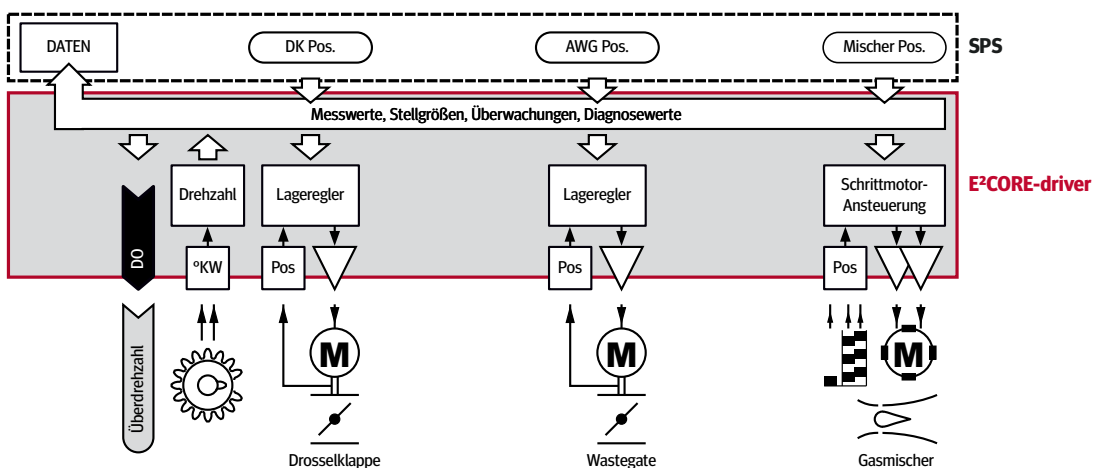 DATEN
DK Pos.
AWG Pos.
Mischer Pos.
SPS
Messwerte, Stellgrößen, Überwachungen, Diagnosewerte
Drehzahl
Lageregler
Lageregler
Schrittmotor-
Ansteuerung
E²CORE-driver
DO
°KW
Pos
Pos
Pos
Überdrehzahl
M
M
M
Drosselklappe
Wastegate
Gasmischer